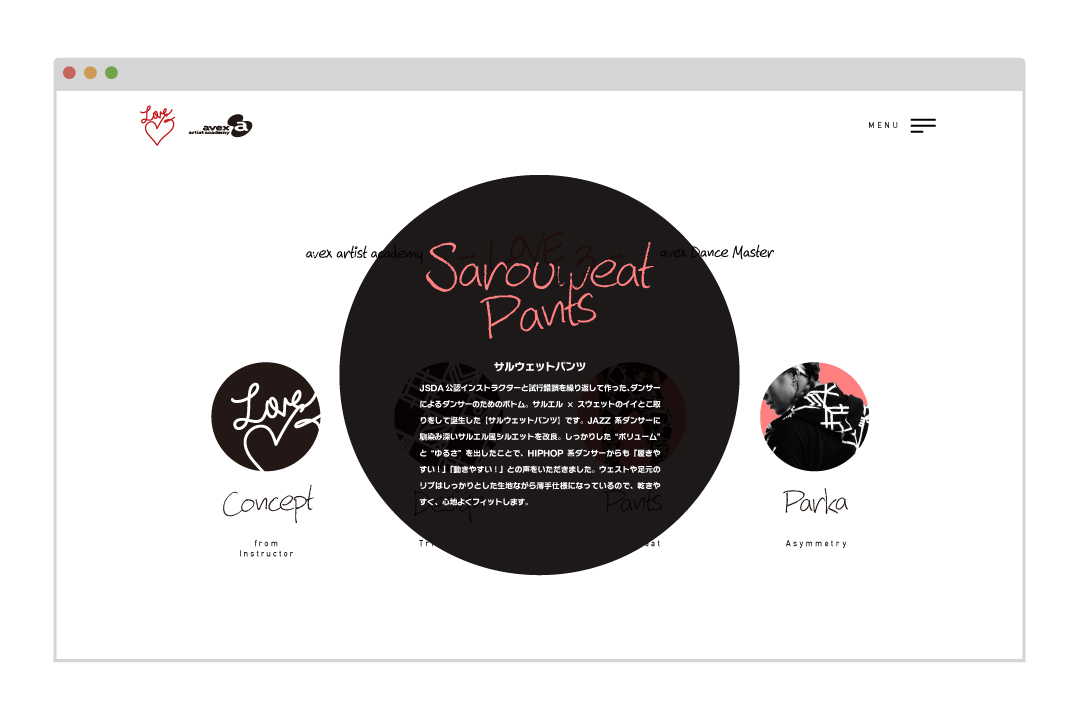 Love
avex
artist academy
a
MENU
avex artist academy
LOVE
avex Dance Master
Sarouweat
Pants
サルウェットパンツ
JSDA 公認インストラクターと試行錯誤を繰り返して作った、ダンサー
によるダンサーのためのボトム。サルエル × スウェットのイイとこ取
りをして誕生した【サルウェットパンツ】です。JAZZ 系ダンサーに
馴染み深いサルエル風シルエットを改良。しっかりした "ボリューム"
と "ゆるさ" を出したことで、HIPHOP 系ダンサーからも「履きや
すい！」「動きやすい！」との声をいただきました。ウェストや足元の
リブはしっかりとした生地ながら薄手仕様になっているので、乾きや
すく、心地よくフィットします。
Love
Concept
Design
Pants
Parka
from
Instructor
Asymmetry